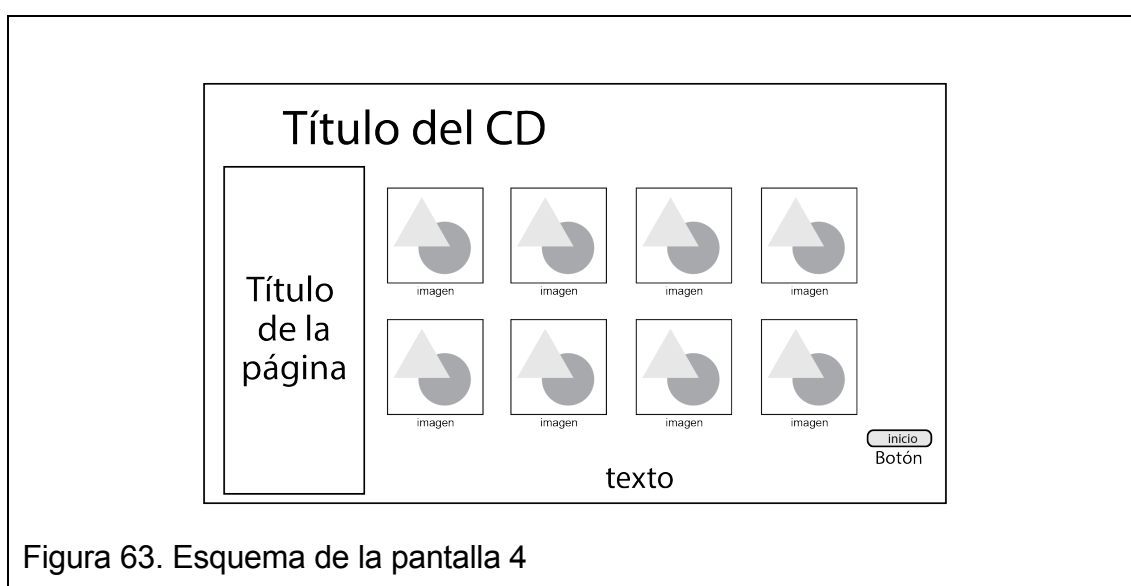 Título del CD
Título
de la
página
imagen imagen imagen imagen
imagen imagen imagen imagen
inicio
Botón
texto
Figura 63. Esquema de la pantalla 4